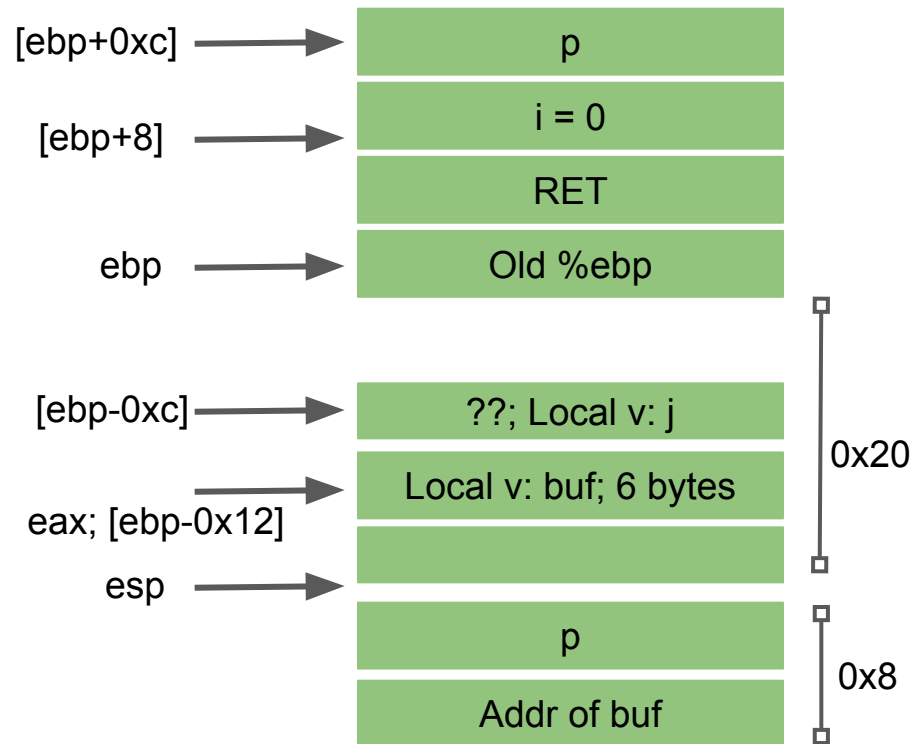 [ebp+0xc]
p
i = 0
[ebp+8]
RET
ebp
Old %ebp
[ebp-0xc]
??; Local v: j
0x20
Local v: buf; 6 bytes
eax; [ebp-0x12]
esp
p
0x8
Addr of buf